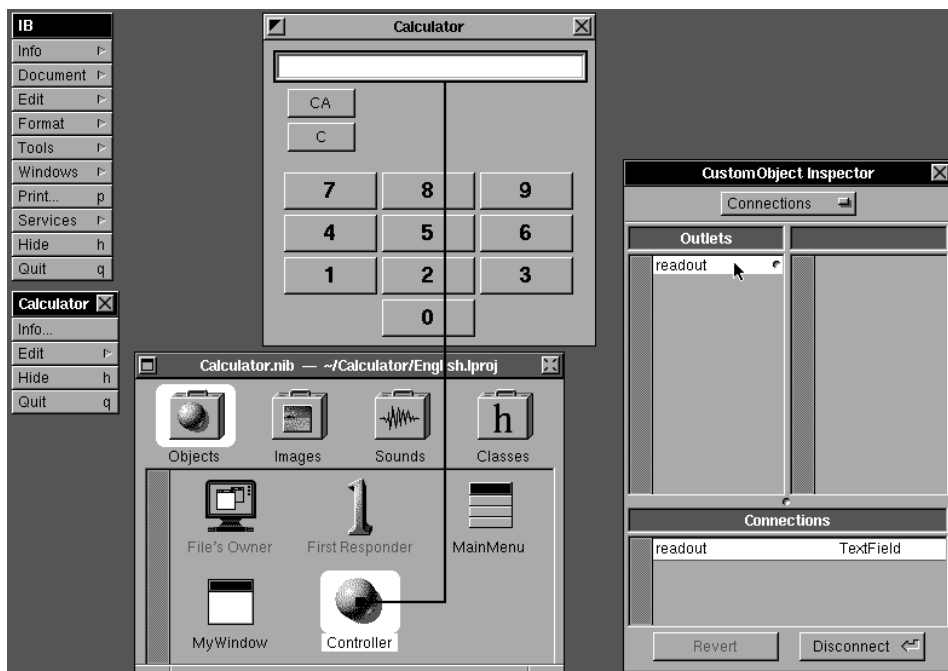 IB
Info
Document
Edit
Format
Tools
Windows
Print... p
Services
Hide h
Quit q
Calculator
Info...
Edit
Hide h
Quit q
Calculator
CA
C
7 8 9
4 5 6
1 2 3
0
Calculator.nib — ~/Calculator/English.lproj
Objects Images Sounds Classes
File's Owner First Responder MainMenu
MyWindow Controller
CustomObject Inspector
Connections
Outlets
readout
Connections
readout TextField
Revert Disconnect